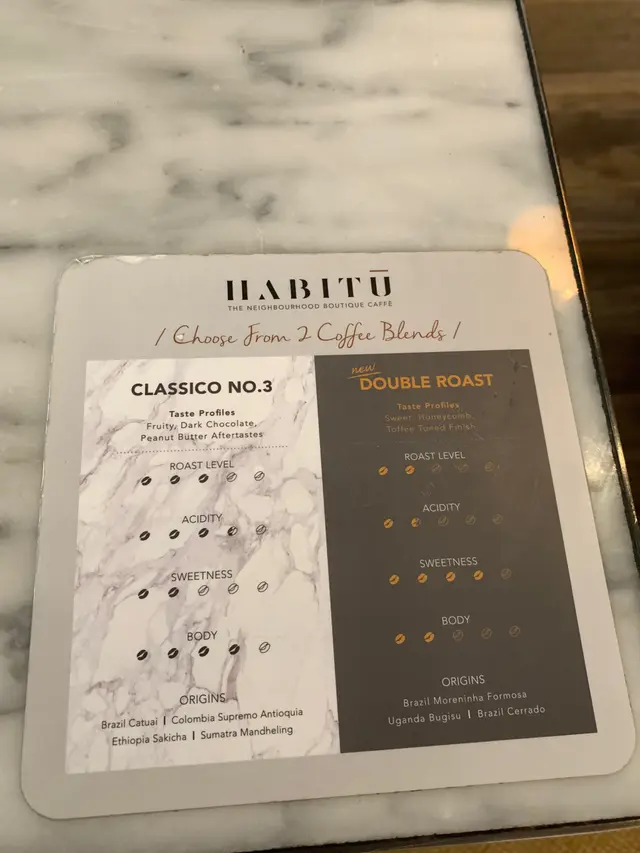 HABITŪ
THE NEIGHBOURHOOD BOUTIQUE CAFFÈ
/ Choose From 2 Coffee Blends /
CLASSICO NO.3
Taste Profiles
Fruity, Dark Chocolate,
Peanut Butter Aftertastes
ROAST LEVEL
ACIDITY
SWEETNESS
BODY
ORIGINS
Brazil Catuai | Colombia Supremo Antioquia
Ethiopia Sakicha | Sumatra Mandheling
new
DOUBLE ROAST
Taste Profiles
Sweet, Honeycomb,
Toffee Toned Finish
ROAST LEVEL
ACIDITY
SWEETNESS
BODY
ORIGINS
Brazil Moreninha Formosa
Uganda Bugisu | Brazil Cerrado